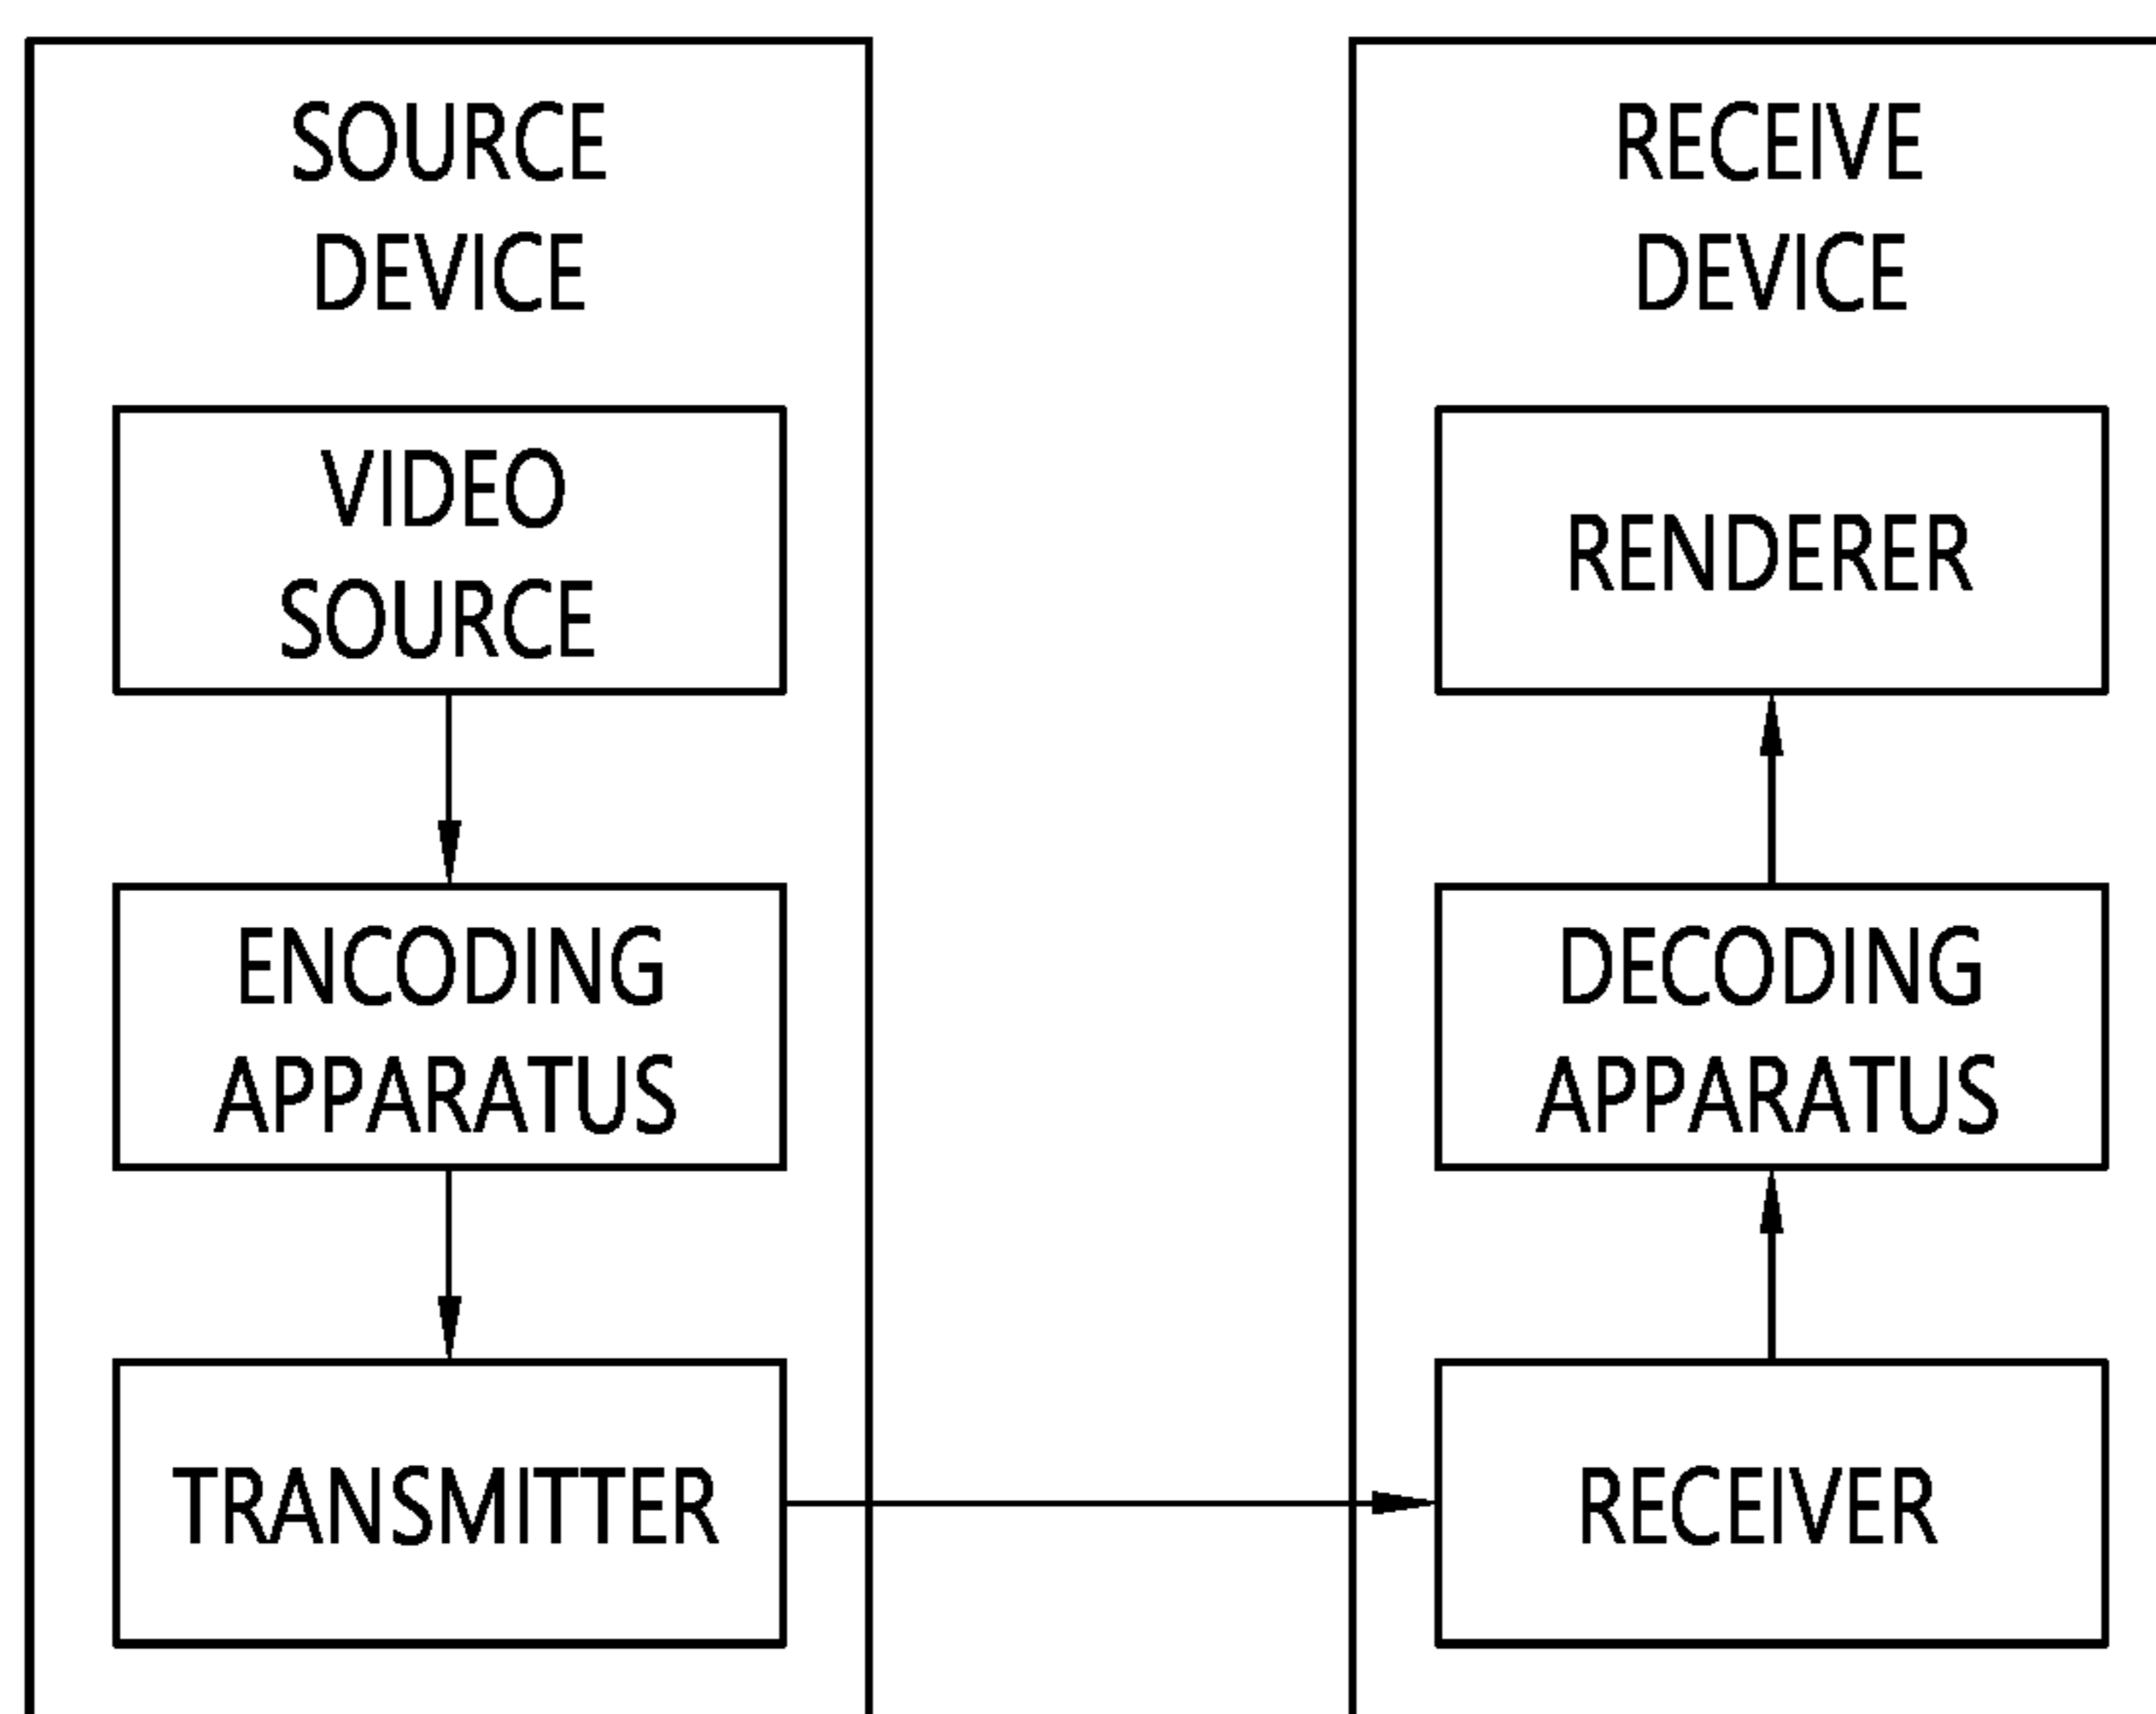 SOURCE
DEVICE
VIDEO
SOURCE
ENCODING
APPARATUS
TRANSMITTER
RECEIVE
DEVICE
RENDERER
DECODING
APPARATUS
RECEIVER